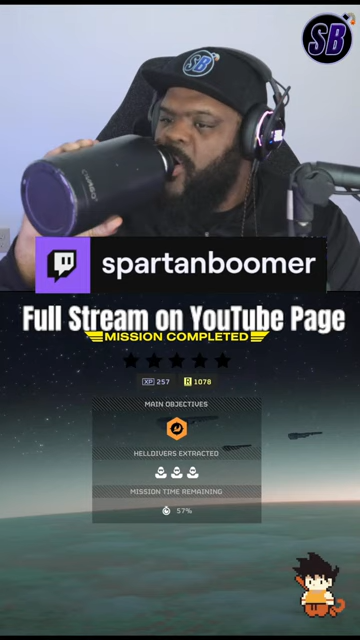 SB
SB
spartanboomer
Full Stream on YouTube Page
MISSION COMPLETED
XP 257 R 1078
MAIN OBJECTIVES
HELLDIVERS EXTRACTED
MISSION TIME REMAINING
57%